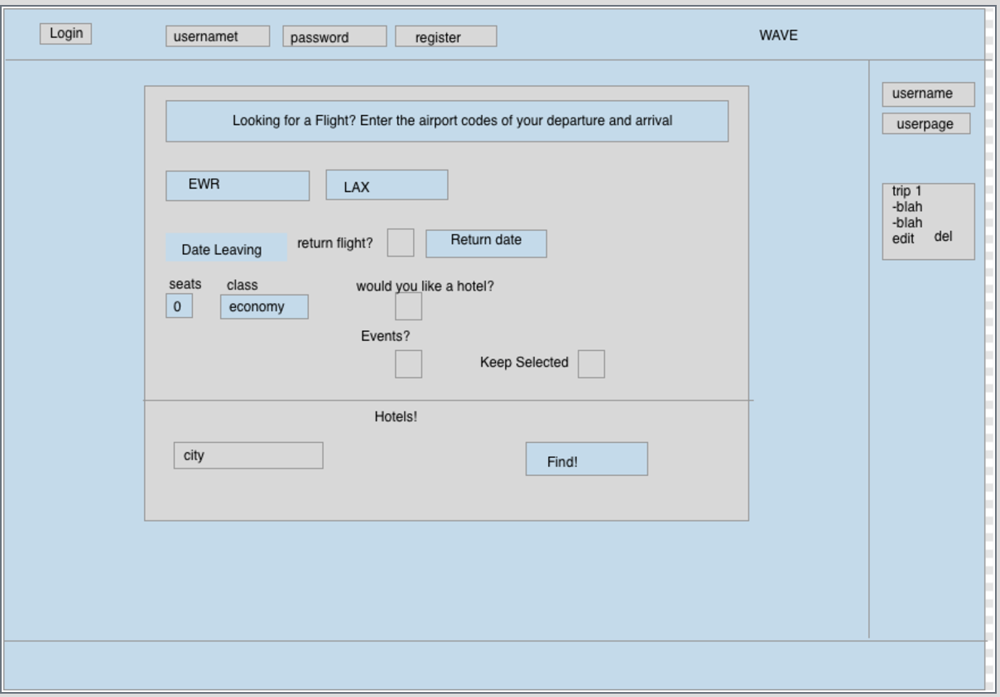 Login
usernamet
password
register
WAVE
username
userpage
trip 1
-blah
-blah
edit del
Looking for a Flight? Enter the airport codes of your departure and arrival
EWR
LAX
Date Leaving
return flight?
Return date
seats
class
would you like a hotel?
0
economy
Events?
Keep Selected
Hotels!
city
Find!